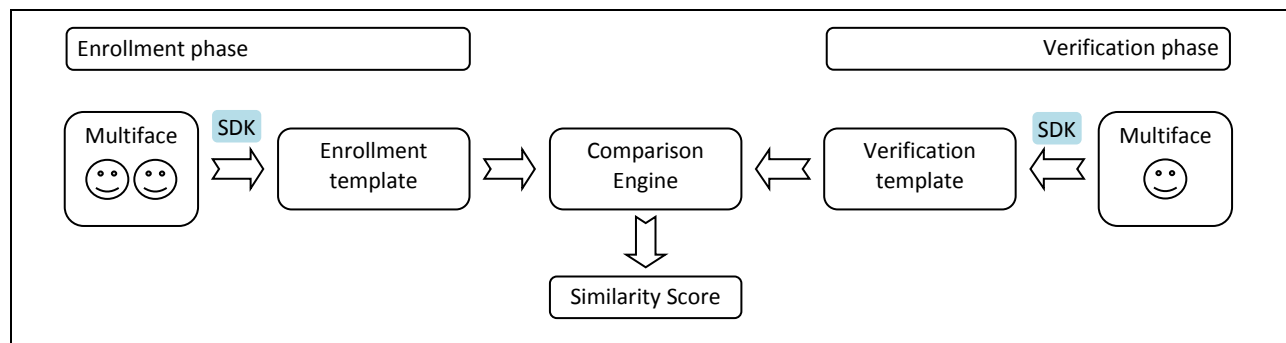 Enrollment phase
Verification phase
Multiface
SDK
Enrollment
template
Comparison
Engine
Verification
template
SDK
Multiface
Similarity Score